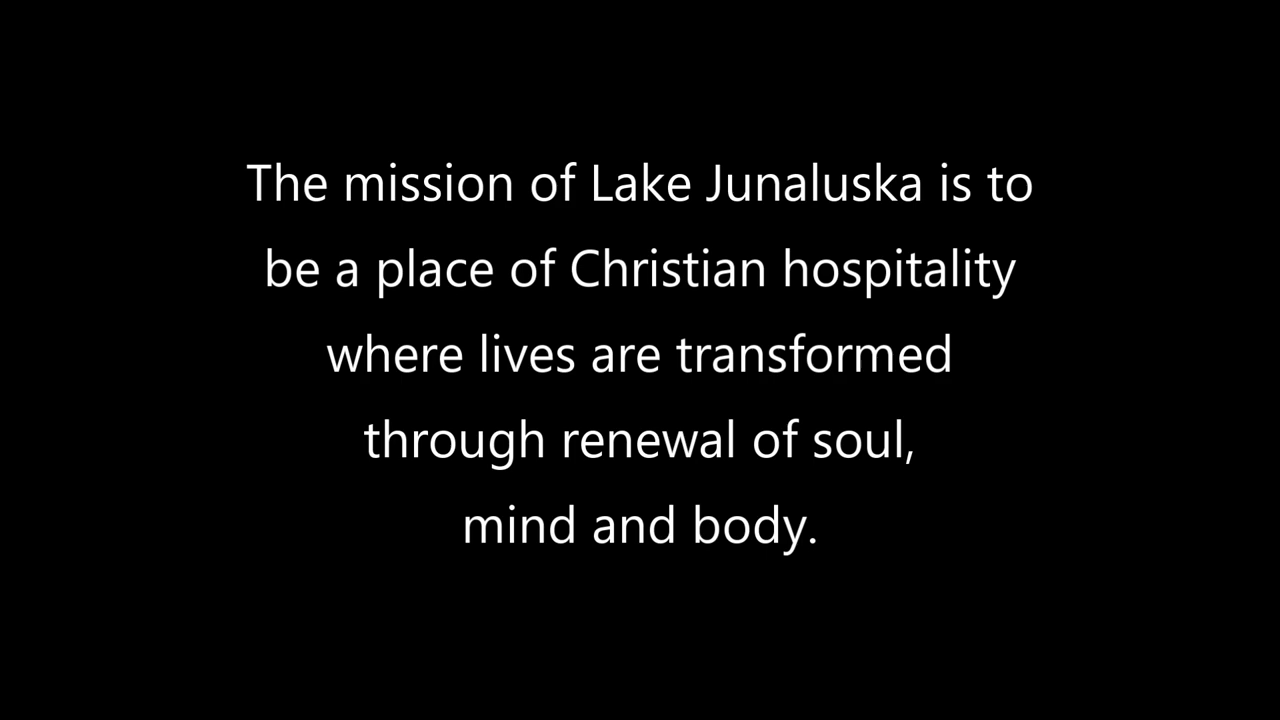 The mission of Lake Junaluska is to
be a place of Christian hospitality
where lives are transformed
through renewal of soul,
mind and body.